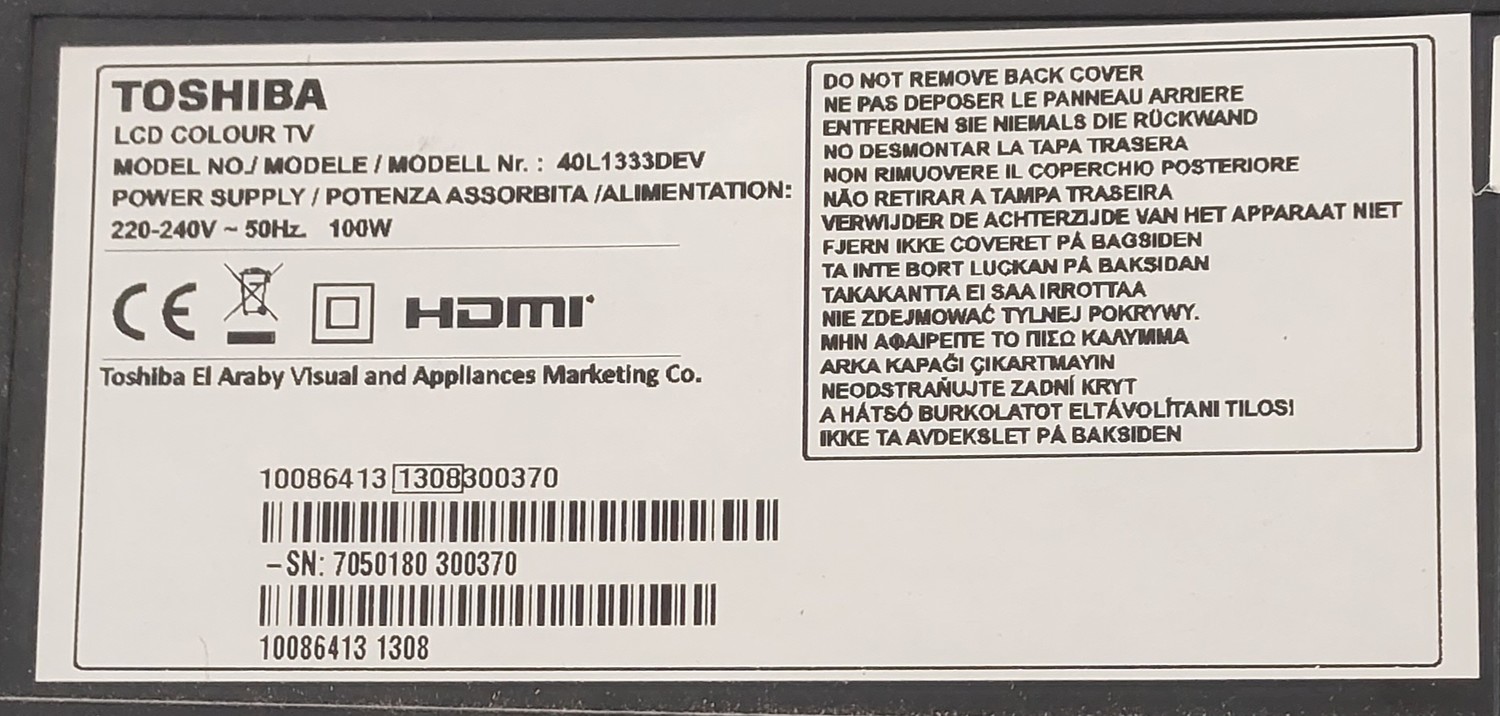 TOSHIBA
LCD COLOUR TV
MODEL NO./ MODELE / MODELL Nr. : 40L1333DEV
POWER SUPPLY / POTENZA ASSORBITA /ALIMENTATION:
220-240V ~ 50Hz. 100W
CE
HDMI
Toshiba El Araby Visual and Appliances Marketing Co.
10086413 1308 300370
-SN: 7050180 300370
10086413 1308
DO NOT REMOVE BACK COVER
NE PAS DEPOSER LE PANNEAU ARRIERE
ENTFERNEN SIE NIEMALS DIE RÜCKWAND
NO DESMONTAR LA TAPA TRASERA
NON RIMUOVERE IL COPERCHIO POSTERIORE
NÃO RETIRAR A TAMPA TRASEIRA
VERWIJDER DE ACHTERZIJDE VAN HET APPARAAT NIET
FJERN IKKE COVERET PÅ BAGSIDEN
TA INTE BORT LUCKAN PÅ BAKSIDAN
TAKAKANTTA EI SAA IRROTTAA
NIE ZDEJMOWAĆ TYLNEJ POKRYWY.
ΜΗΝ ΑΦΑΙΡΕΙΤΕ ΤΟ ΠΙΣΩ ΚΑΛΥΜΜΑ
ARKA KAPAĞI ÇIKARTMAYIN
NEODSTRAŇUJTE ZADNÍ KRYT
A HÁTSÓ BURKOLATOT ELTÁVOLÍTANI TILOS!
IKKE TA AVDEKSLET PÅ BAKSIDEN